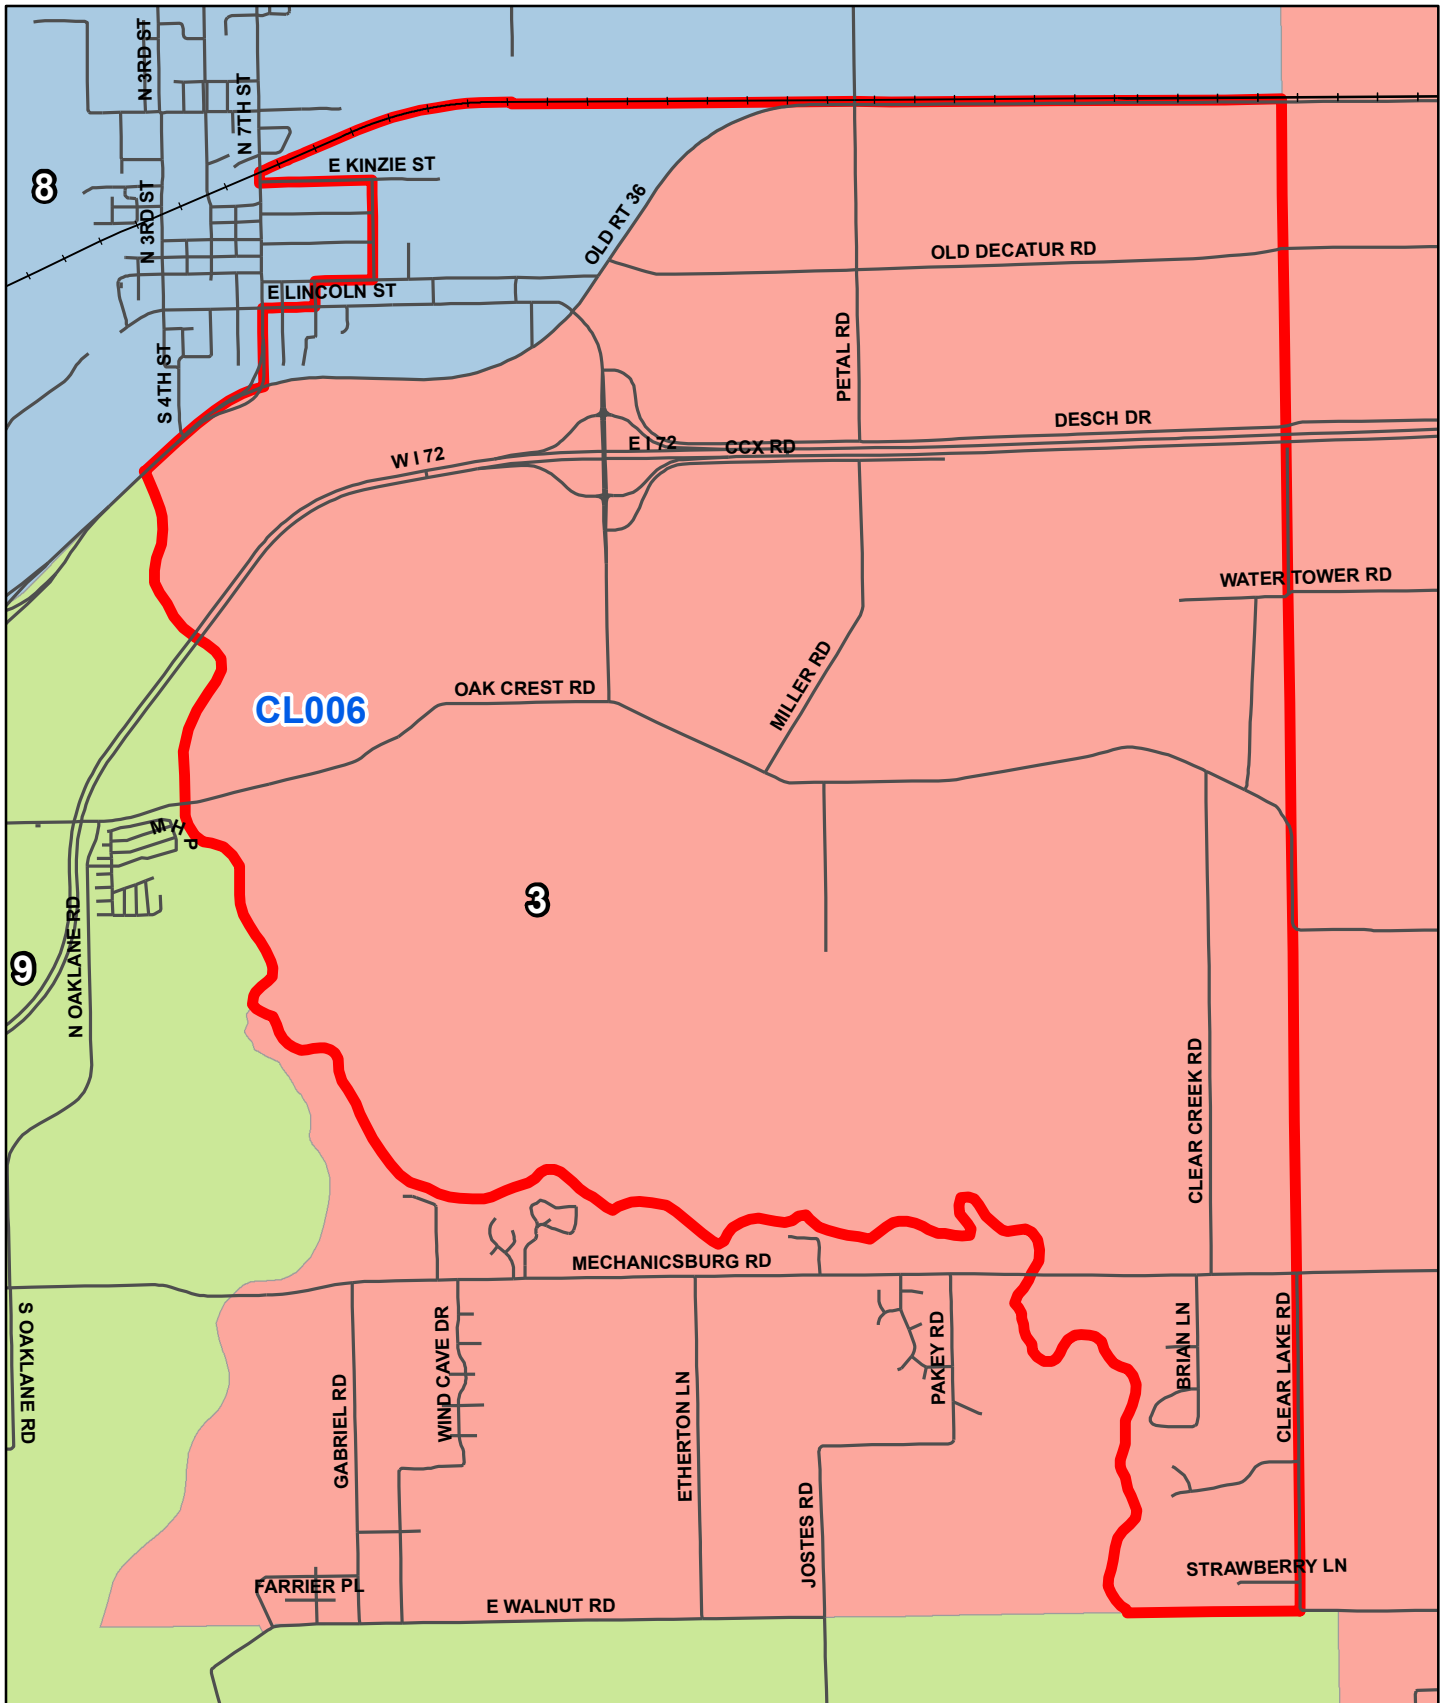 N 3RD ST
N 7TH ST
E KINZIE ST
8
N 3RD ST
OLD RT 36
OLD DECATUR RD
E LINCOLN ST
PETAL RD
S 4TH ST
DESCH DR
W I 72
E I 72
CCX RD
WATER TOWER RD
MILLER RD
OAK CREST RD
CL006
M H P
3
N OAKLANE RD
9
CLEAR CREEK RD
MECHANICSBURG RD
S OAKLANE RD
WIND CAVE DR
PAKEY RD
BRIAN LN
CLEAR LAKE RD
GABRIEL RD
ETHERTON LN
JOSTES RD
STRAWBERRY LN
FARRIER PL
E WALNUT RD